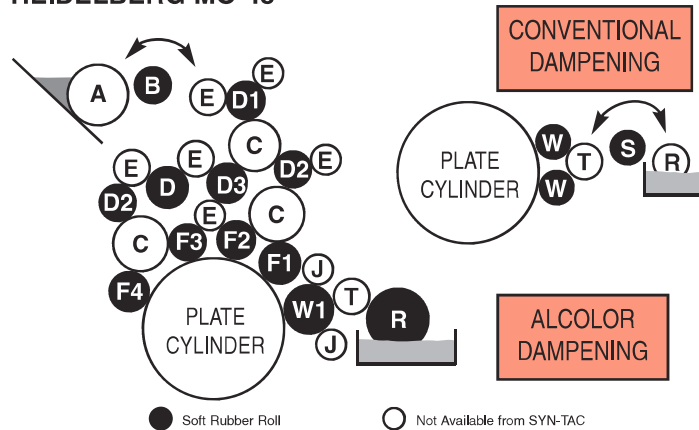 CONVENTIONAL
DAMPENING
A
B
E
E
D1
C
E
E
D2
E
D
D3
D2
E
C
C
F3
F2
F1
J
F4
W1
T
R
J
PLATE
CYLINDER
W
T
S
R
W
PLATE
CYLINDER
ALCOLOR
DAMPENING
Soft Rubber Roll
Not Available from SYN-TAC